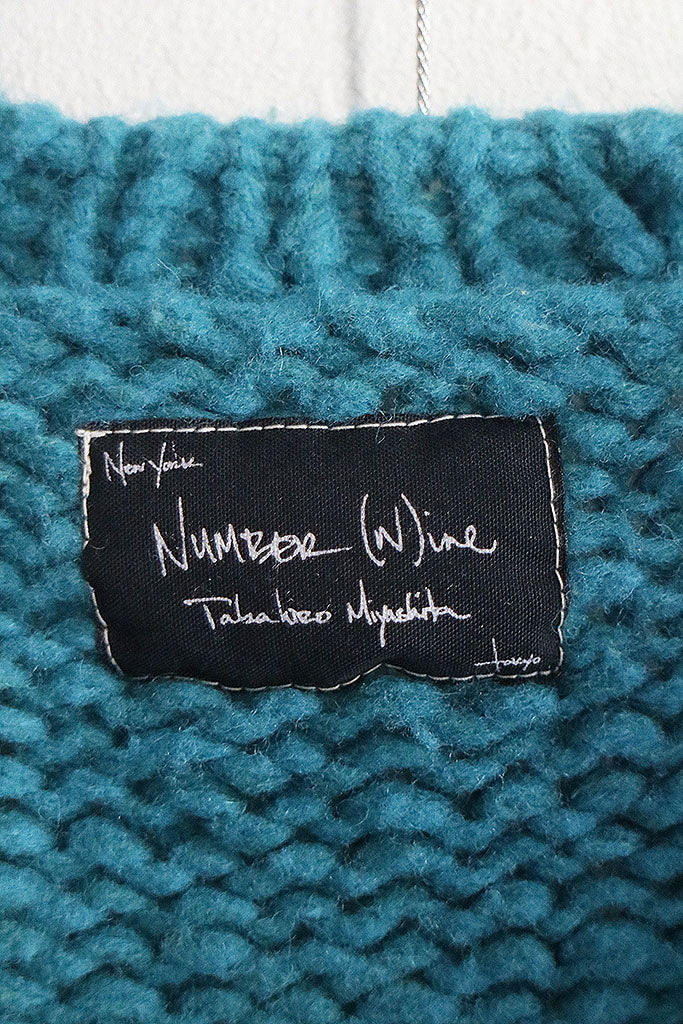 New York
NUMBER (N)ine
Takahiro Miyashita
tokyo